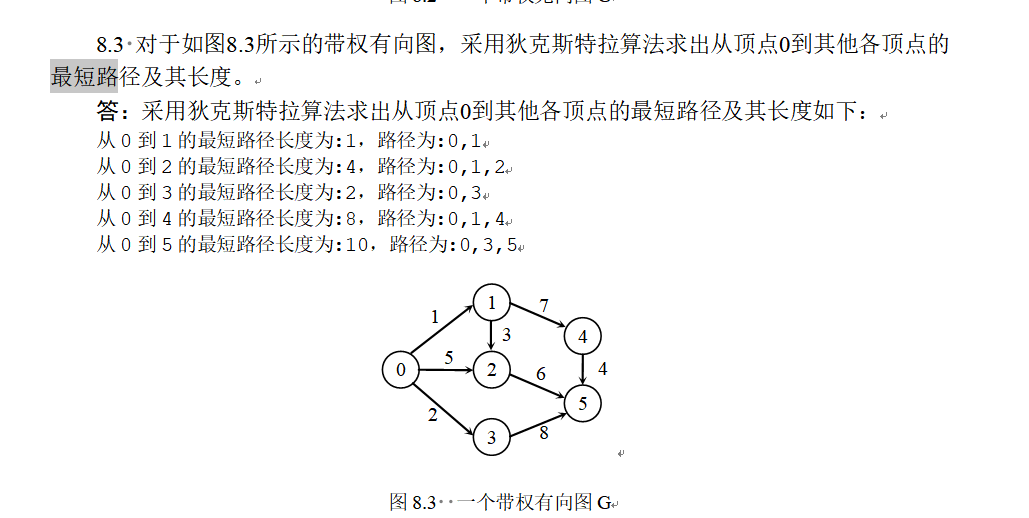 8.3 对于如图8.3所示的带权有向图，采用狄克斯特拉算法求出从顶点0到其他各顶点的
最短路径及其长度。
答：采用狄克斯特拉算法求出从顶点0到其他各顶点的最短路径及其长度如下：
从 0 到 1 的最短路径长度为:1，路径为:0,1
从 0 到 2 的最短路径长度为:4，路径为:0,1,2
从 0 到 3 的最短路径长度为:2，路径为:0,3
从 0 到 4 的最短路径长度为:8，路径为:0,1,4
从 0 到 5 的最短路径长度为:10，路径为:0,3,5
1
7
1
3
4
0
5
2
6
4
5
2
3
8
图 8.3 一个带权有向图 G